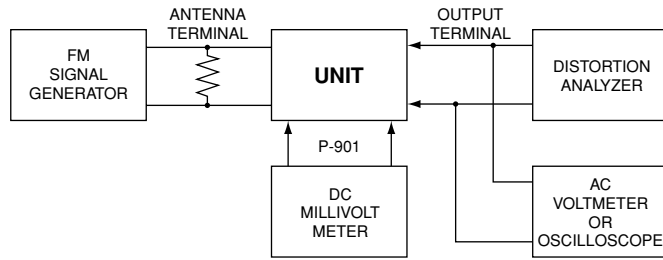 ANTENNA
TERMINAL
OUTPUT
TERMINAL
FM
SIGNAL
GENERATOR
UNIT
DISTORTION
ANALYZER
P-901
DC
MILLIVOLT
METER
AC
VOLTMETER
OR
OSCILLOSCOPE